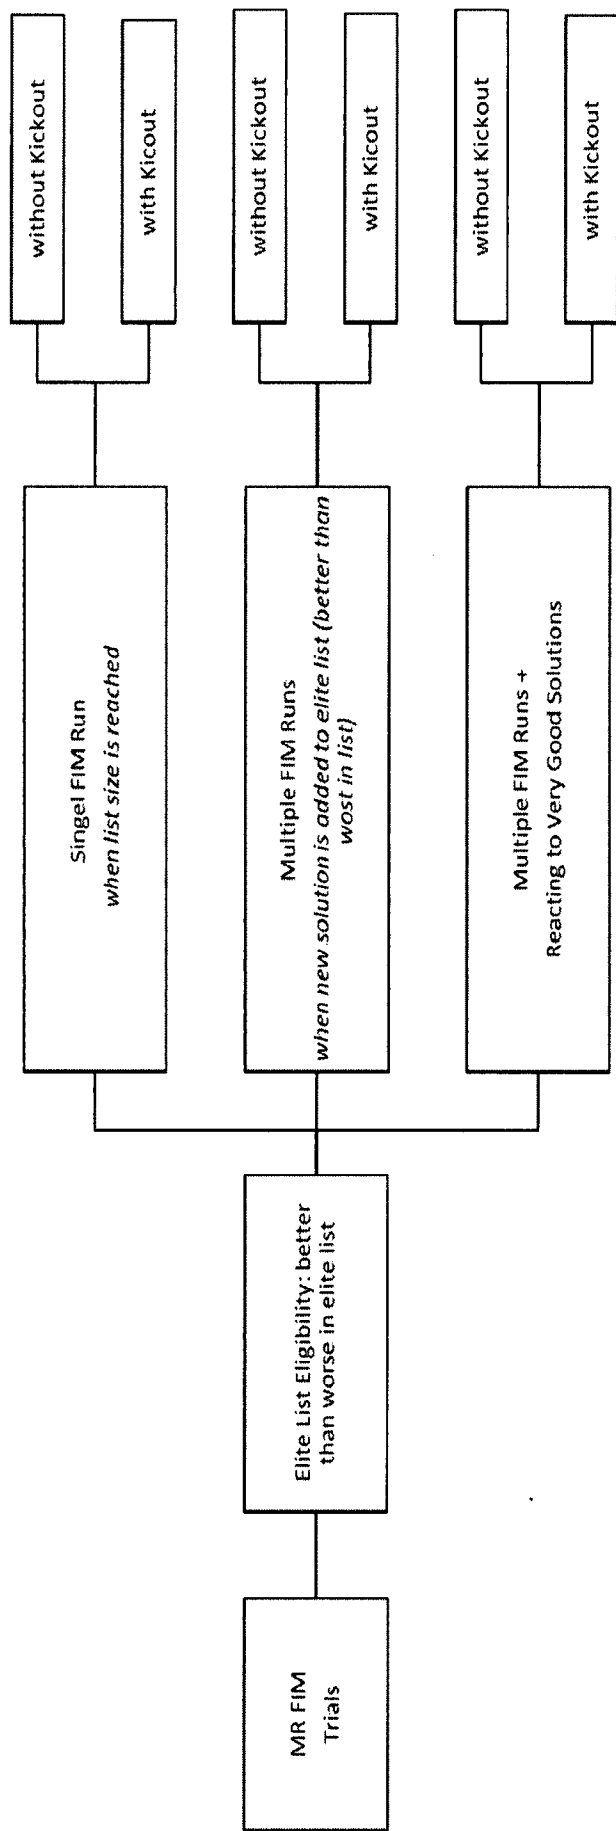 MR FIM
Trials
Elite List Eligibility: better
than worse in elite list
Singel FIM Run
when list size is reached
without Kickout
with Kicout
Multiple FIM Runs
when new solution is added to elite list (better than
wost in list)
without Kickout
with Kicout
Multiple FIM Runs +
Reacting to Very Good Solutions
without Kickout
with Kickout